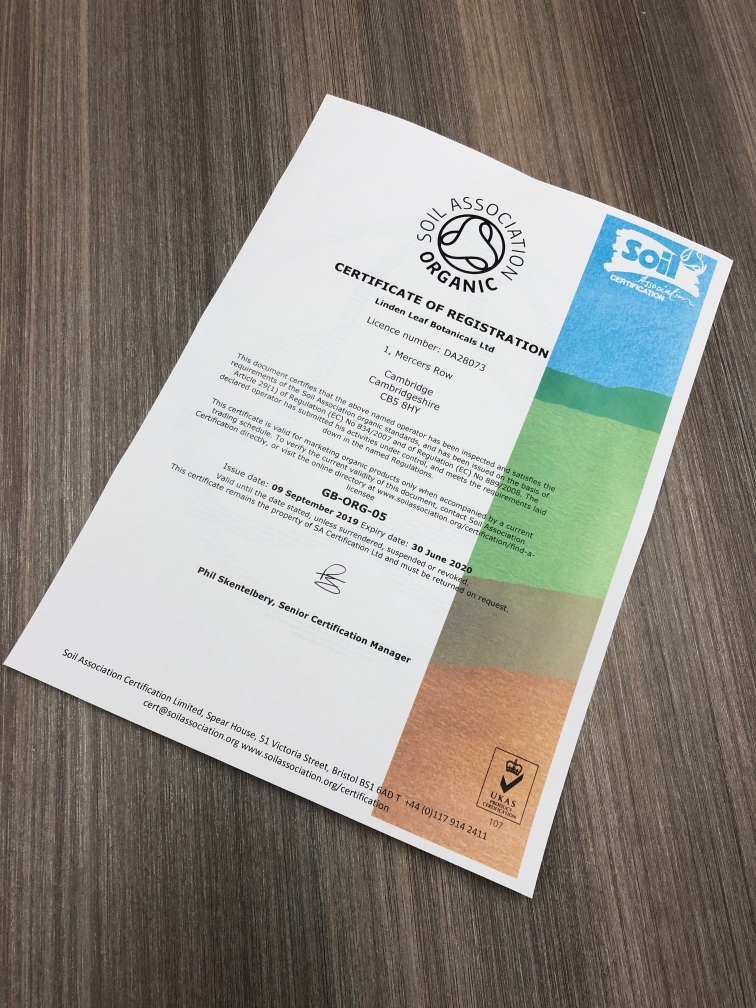 SOIL ASSOCIATION
ORGANIC
Soil
Association
CERTIFICATION
CERTIFICATE OF REGISTRATION
Linden Leaf Botanicals Ltd
Licence number: DA28073
1, Mercers Row
Cambridge
Cambridgeshire
CB5 8HY
This document certifies that the above named operator has been inspected and satisfies the
requirements of the Soil Association organic standards, and has been issued on the basis of
Article 29(1) of Regulation (EC) No 834/2007 and of Regulation (EC) No 889/2008. The
declared operator has submitted his activities under control, and meets the requirements laid
down in the named Regulations.
This certificate is valid for marketing organic products only when accompanied by a current
trading schedule. To verify the current validity of this document, contact Soil Association
Certification directly, or visit the online directory at www.soilassociation.org/certification/find-a-
licensee
GB-ORG-05
Issue date: 09 September 2019 Expiry date: 30 June 2020
Valid until the date stated, unless surrendered, suspended or revoked.
This certificate remains the property of SA Certification Ltd and must be returned on request.
Phil Skentelbery, Senior Certification Manager
Soil Association Certification Limited, Spear House, 51 Victoria Street, Bristol BS1 6AD T +44 (0)117 914 2411
cert@soilassociation.org www.soilassociation.org/certification
UKAS
PRODUCT
CERTIFICATION
107